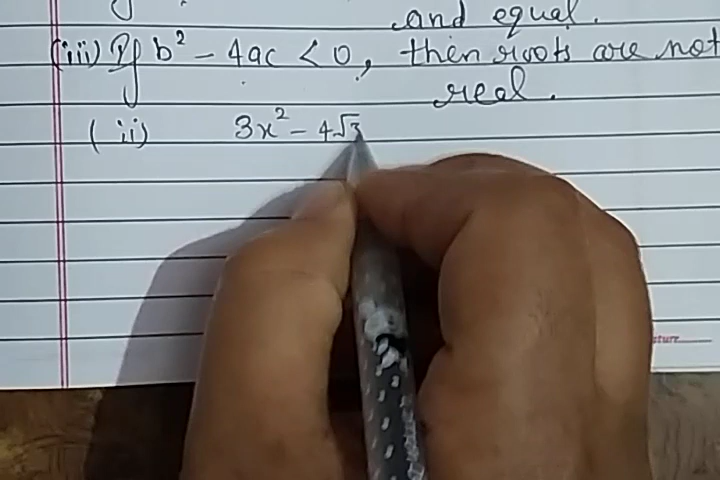 and equal.
(iii) If b² - 4ac < 0, then roots are not
real.
(ii) 3x² - 4√3